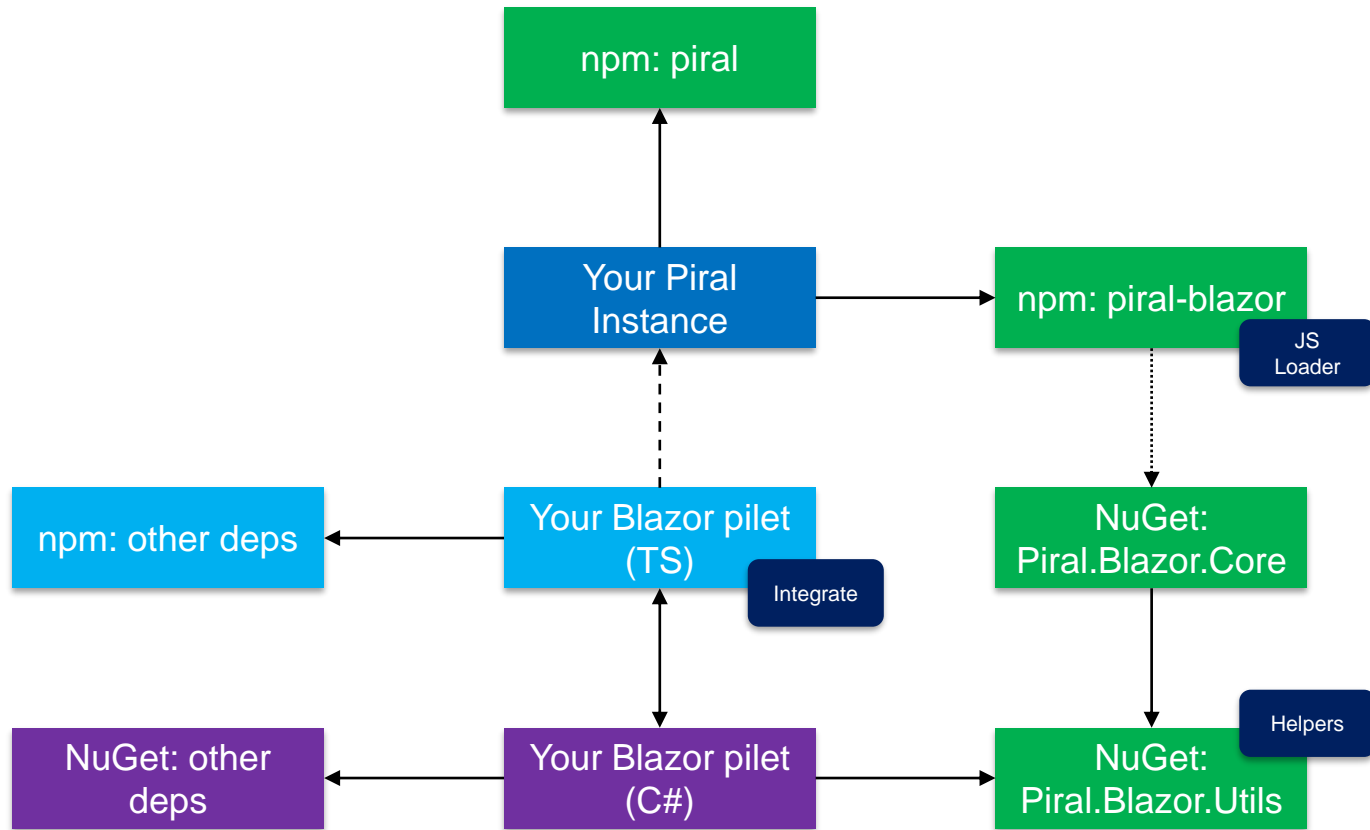 npm: piral
Your Piral
Instance
npm: piral-blazor
JS
Loader
npm: other deps
Your Blazor pilet
(TS)
Integrate
NuGet:
Piral.Blazor.Core
NuGet: other
deps
Your Blazor pilet
(C#)
Helpers
NuGet:
Piral.Blazor.Utils